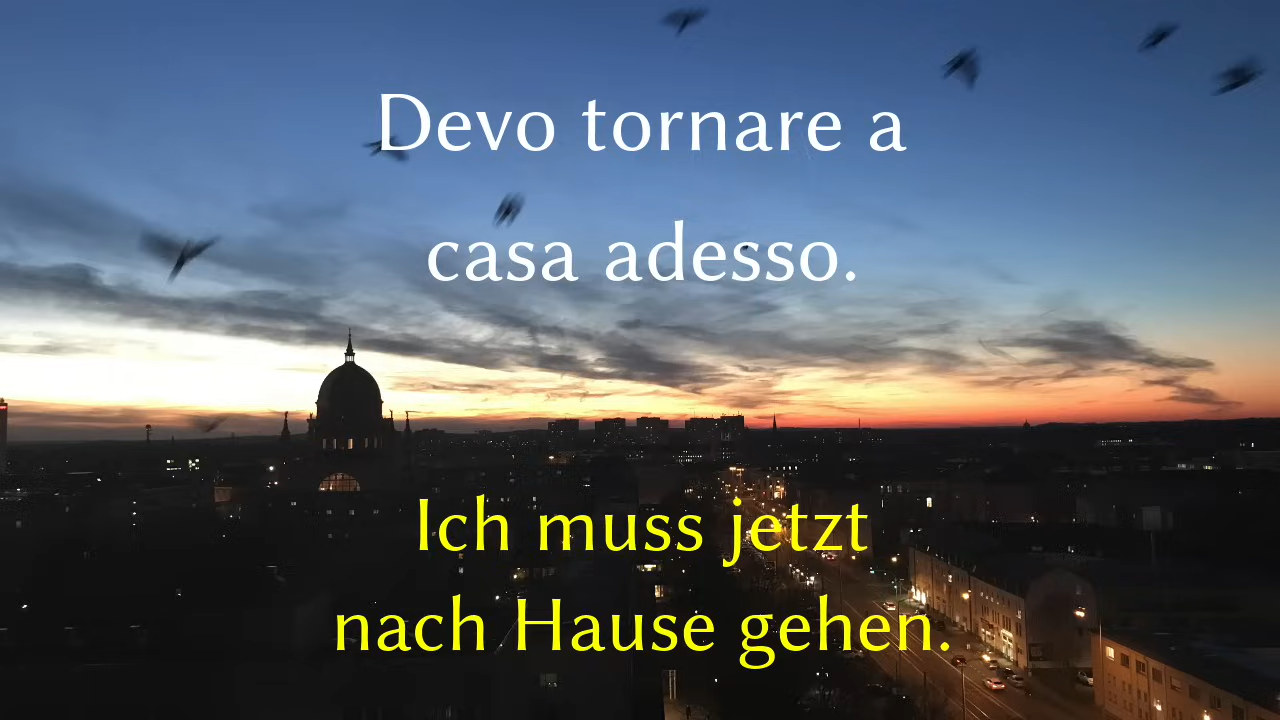 Devo tornare a
casa adesso.
Ich muss jetzt
nach Hause gehen.